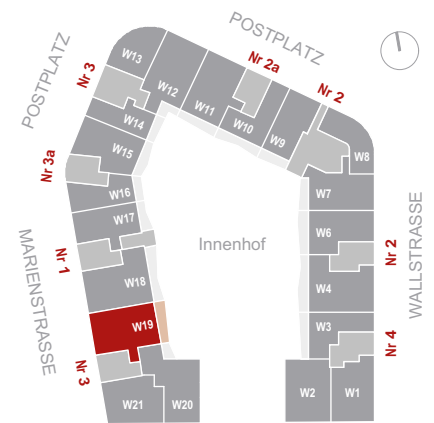 POSTPLATZ
Nr 2a
Nr 2
POSTPLATZ
Nr 3
W13
W12
W11
W10
W9
W8
W14
W15
Nr 3a
W16
W7
W17
W6
Nr 2
WALLSTRASSE
Innenhof
MARIENSTRASSE
Nr 1
W18
W4
W19
W3
Nr 4
Nr 3
W21
W20
W2
W1